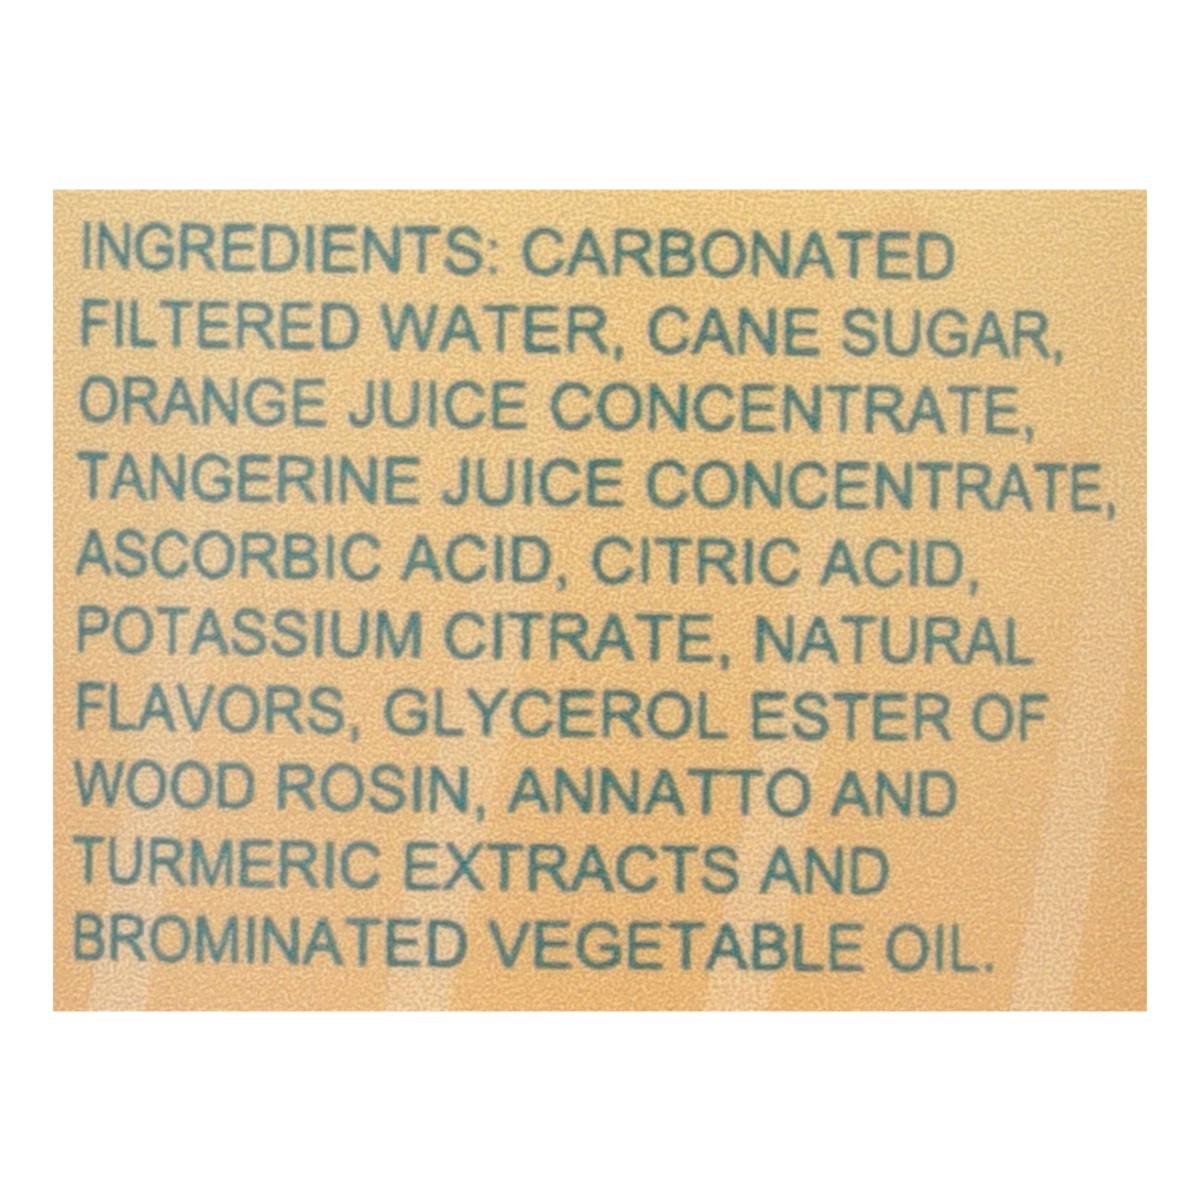 INGREDIENTS: CARBONATED
FILTERED WATER, CANE SUGAR,
ORANGE JUICE CONCENTRATE,
TANGERINE JUICE CONCENTRATE,
ASCORBIC ACID, CITRIC ACID,
POTASSIUM CITRATE, NATURAL
FLAVORS, GLYCEROL ESTER OF
WOOD ROSIN, ANNATTO AND
TURMERIC EXTRACTS AND
BROMINATED VEGETABLE OIL.